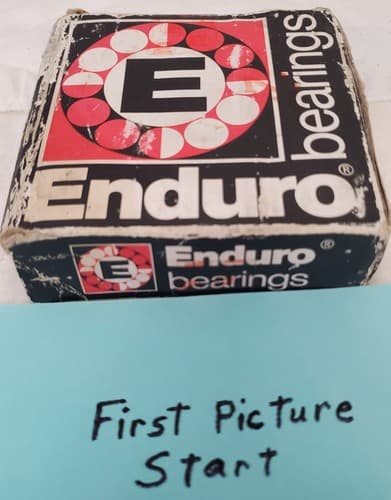 E
Enduro®
bearings
E
Enduro®
bearings
First Picture
Start